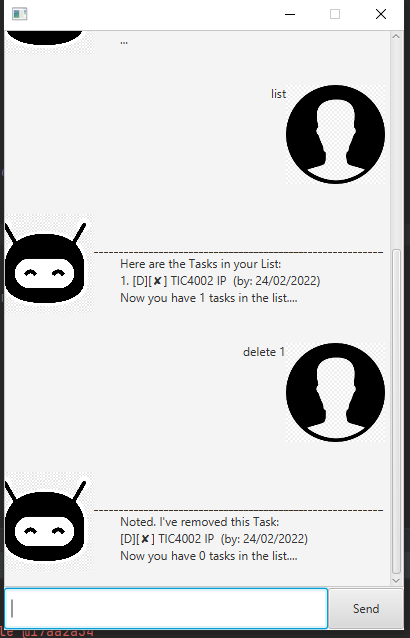 ...
list
------------------------------------------------------------
Here are the Tasks in your List:
1. [D][✘] TIC4002 IP  (by: 24/02/2022)
Now you have 1 tasks in the list....
delete 1
------------------------------------------------------------
Noted. I've removed this Task:
[D][✘] TIC4002 IP  (by: 24/02/2022)
Now you have 0 tasks in the list....
Send